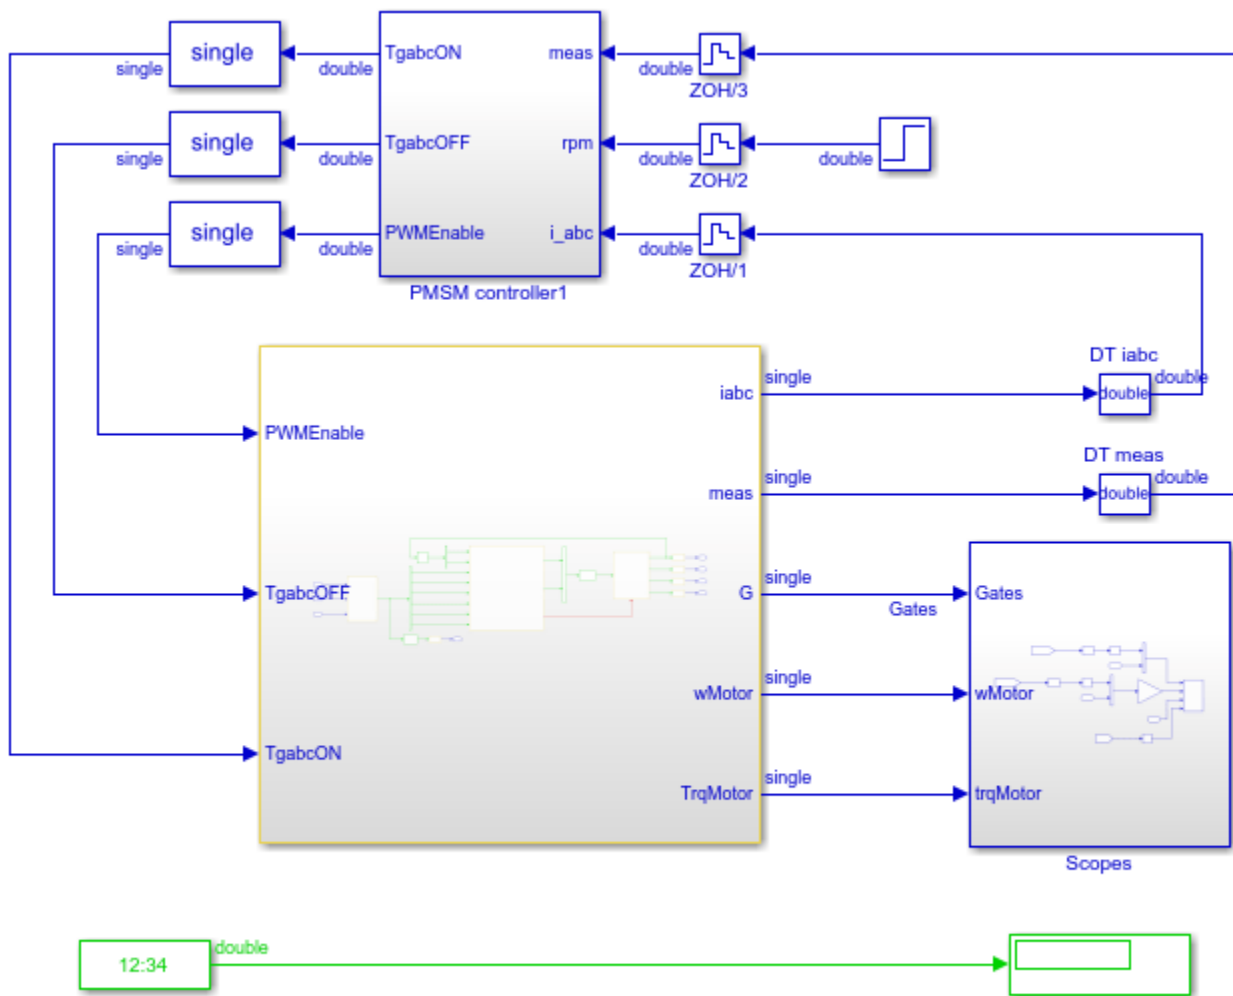 single
single
double
TgabcON
meas
double
ZOH/3
single
single
double
TgabcOFF
rpm
double
ZOH/2
double
single
single
double
PWMEnable
i_abc
double
ZOH/1
PMSM controller1
DT iabc
iabc
single
double
double
PWMEnable
DT meas
meas
single
double
double
TgabcOFF
G
single
Gates
Gates
wMotor
single
wMotor
TgabcON
TrqMotor
single
trqMotor
Scopes
12:34
double